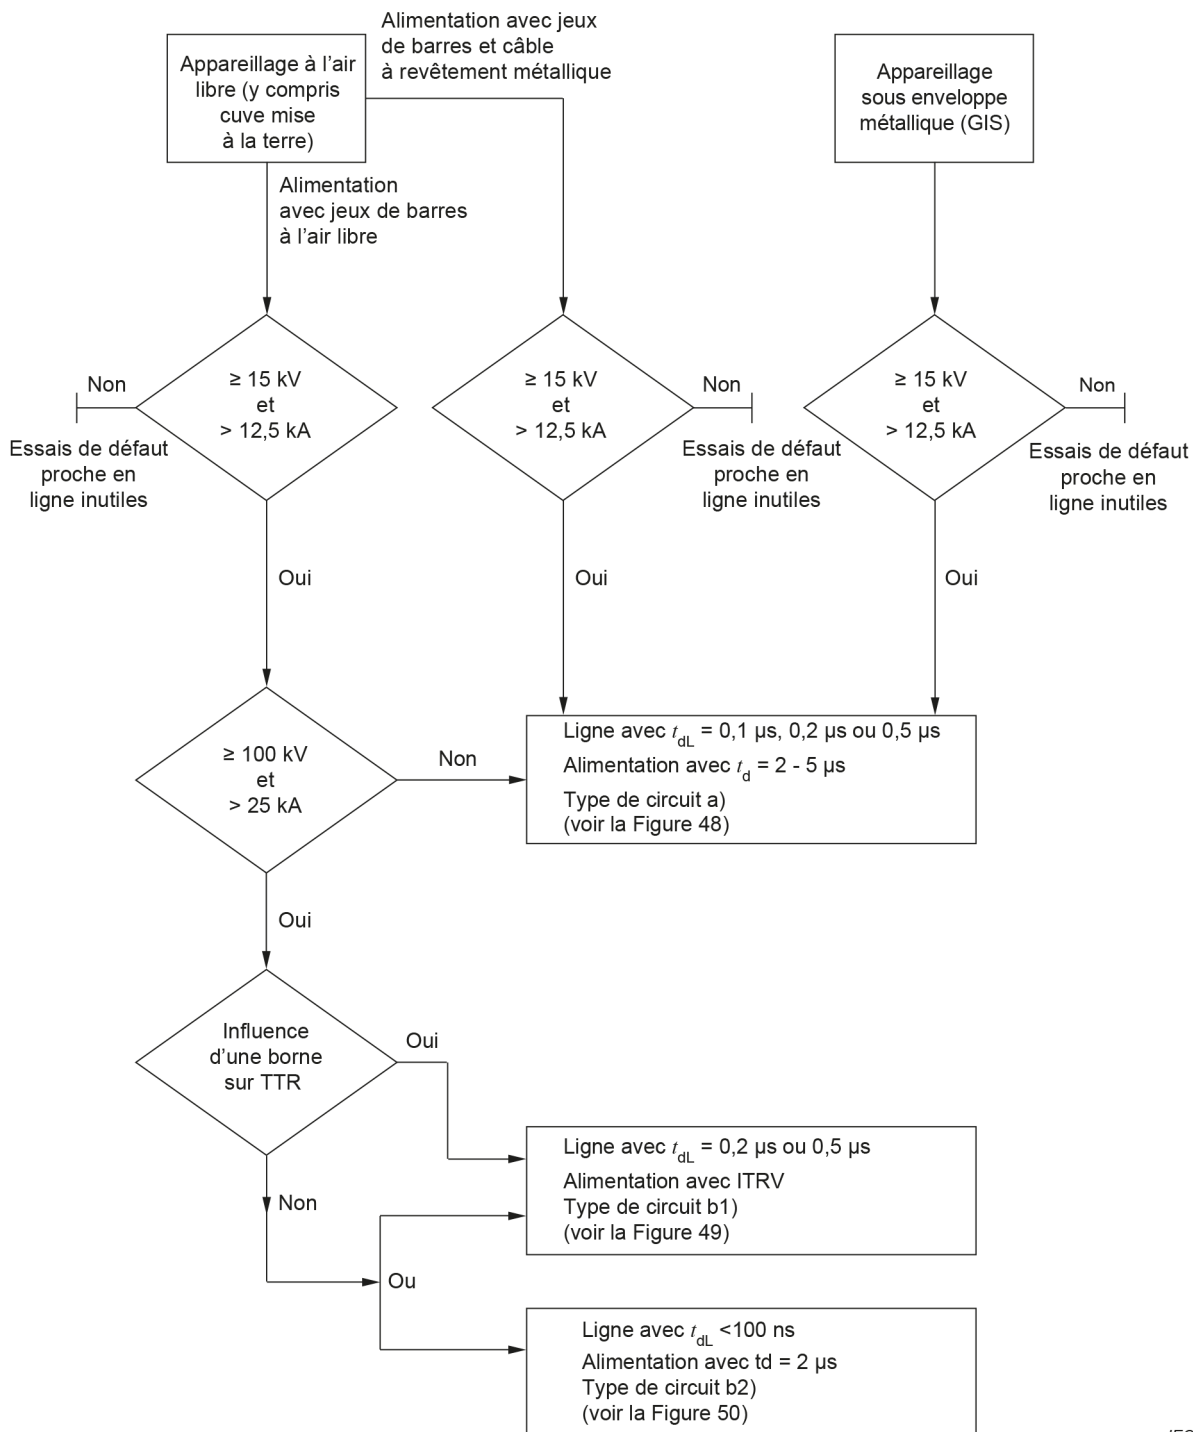 Alimentation avec jeux
de barres et câble
à revêtement métallique
Appareillage à l'air
libre (y compris
cuve mise
à la terre)
Appareillage
sous enveloppe
métallique (GIS)
Alimentation
avec jeux de barres
à l'air libre
Non
≥ 15 kV
et
> 12,5 kA
Essais de défaut
proche en
ligne inutiles
≥ 15 kV
et
> 12,5 kA
Non
Essais de défaut
proche en
ligne inutiles
≥ 15 kV
et
> 12,5 kA
Non
Essais de défaut
proche en
ligne inutiles
Oui
Oui
Oui
≥ 100 kV
et
> 25 kA
Non
Ligne avec tdL = 0,1 µs, 0,2 µs ou 0,5 µs
Alimentation avec td = 2 - 5 µs
Type de circuit a)
(voir la Figure 48)
Oui
Influence
d'une borne
sur TTR
Oui
Ligne avec tdL = 0,2 µs ou 0,5 µs
Alimentation avec ITRV
Type de circuit b1)
(voir la Figure 49)
Non
Ou
Ligne avec tdL <100 ns
Alimentation avec td = 2 µs
Type de circuit b2)
(voir la Figure 50)